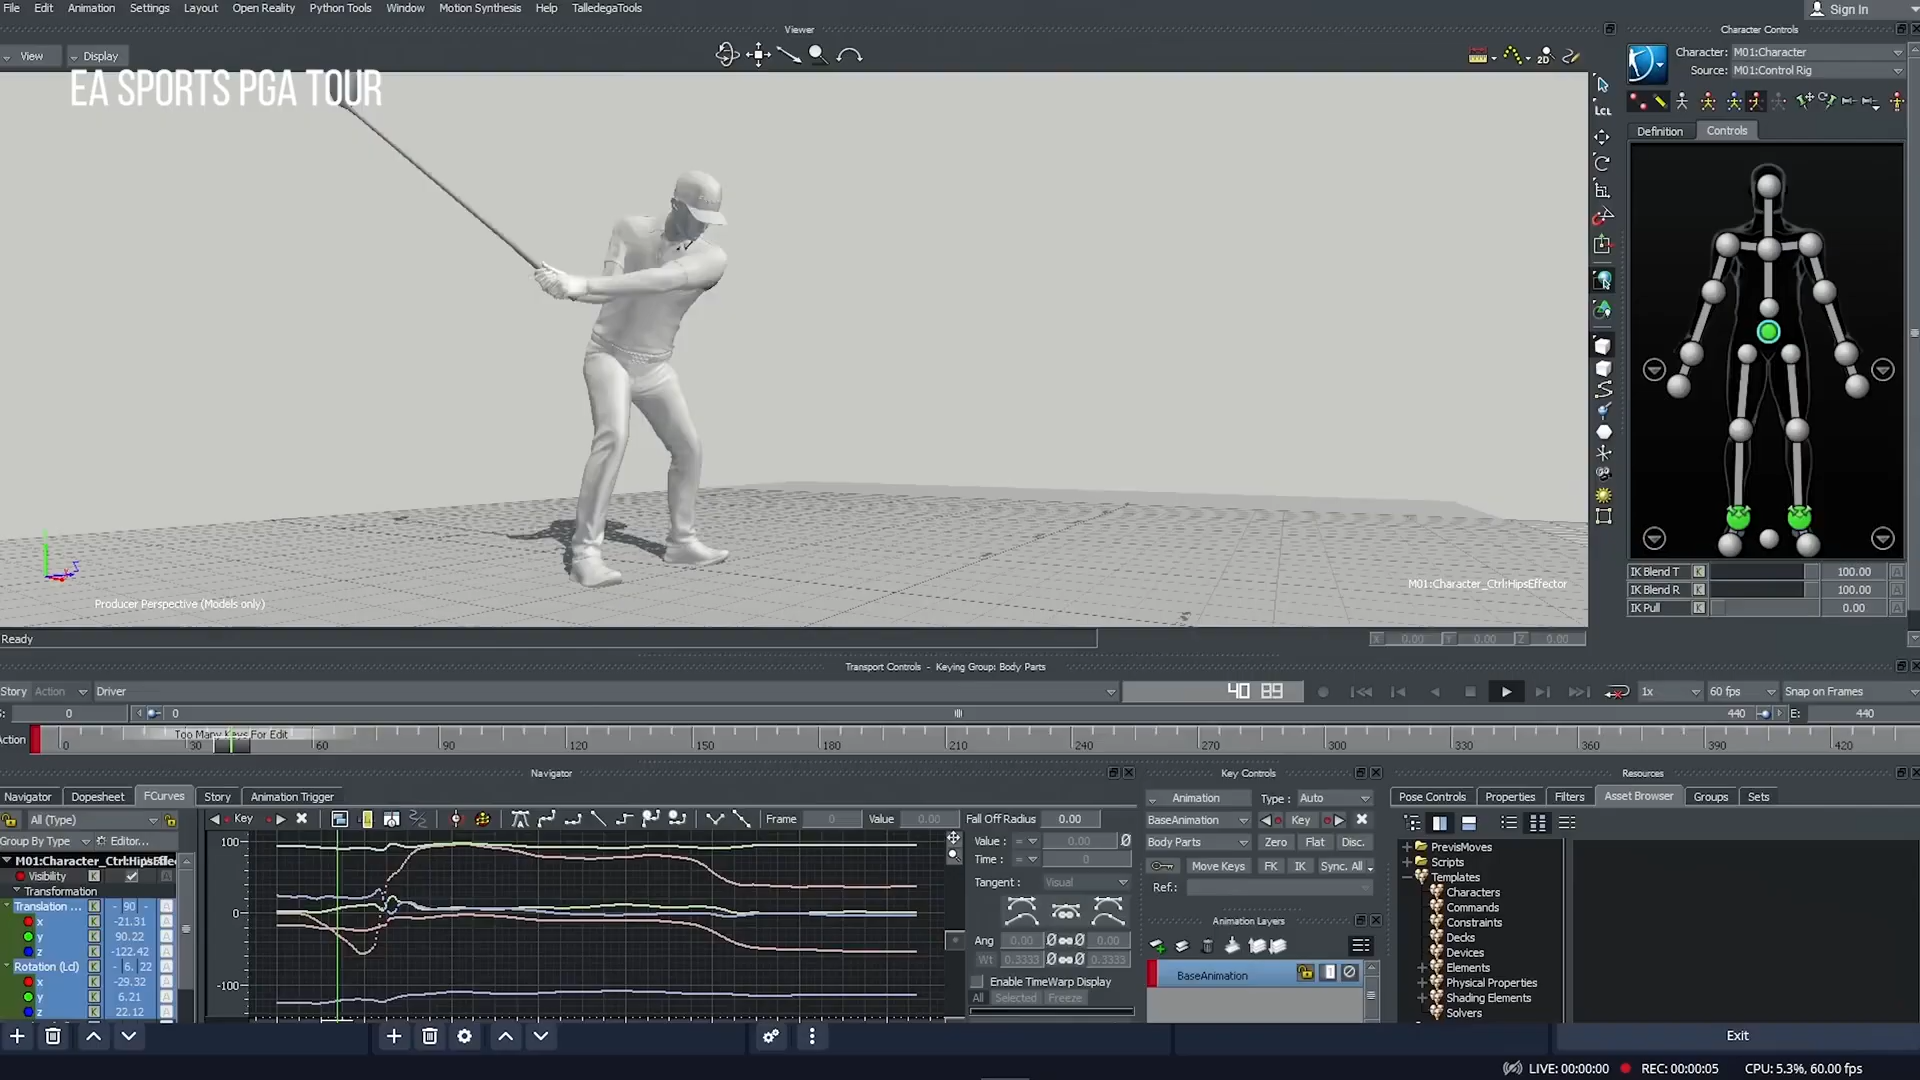 File Edit Animation Settings Layout Open Reality Python Tools Window Motion Synthesis Help TalledegaTools
Sign In
Viewer
Character Controls
View Display
EA SPORTS PGA TOUR
Character: M01:Character
Source: M01:Control Rig
LCL
2D
Definition Controls
M01:Character_Ctrl:HipsEffector
Producer Perspective (Models only)
IK Blend T K 100.00 A
IK Blend R K 100.00 A
IK Pull K 0.00 A
Ready
X 0.00 Y 0.00 Z 0.00
Transport Controls - Keying Group: Body Parts
Story Action Driver
40 89
1x 60 fps Snap on Frames
S: 0 0 440 E: 440
Action
Too Many Keys For Edit
0 30 60 90 120 150 180 210 240 270 300 330 360 390 420
Navigator
Key Controls
Resources
Navigator Dopesheet FCurves Story Animation Trigger
Animation Type : Auto
Pose Controls Properties Filters Asset Browser Groups Sets
All (Type)
Key
Frame 0 Value 0.00 Fall Off Radius 0.00
BaseAnimation Key
Group By Type Editor...
Value : = 0.00
Body Parts Zero Flat Disc.
M01:Character_Ctrl:HipsEffe
Time : = 0
Move Keys FK IK Sync. All
Visibility K A
Tangent : Visual
Ref.:
Transformation
Translation ... K - 90 - A
x K -21.31 A
y K 90.22 A
z K -122.42 A
Rotation (Lcl) K - 6. 22 A
x K -29.32 A
y K 6.21 A
z K 22.12 A
100
0
-100
Ang 0.00 0.00
Wt 0.3333 0.3333
Enable TimeWarp Display
All Selected Freeze
Animation Layers
BaseAnimation
PrevisMoves
Scripts
Templates
Characters
Commands
Constraints
Decks
Devices
Elements
Physical Properties
Shading Elements
Solvers
Exit
LIVE: 00:00:00 REC: 00:00:05 CPU: 5.3%, 60.00 fps